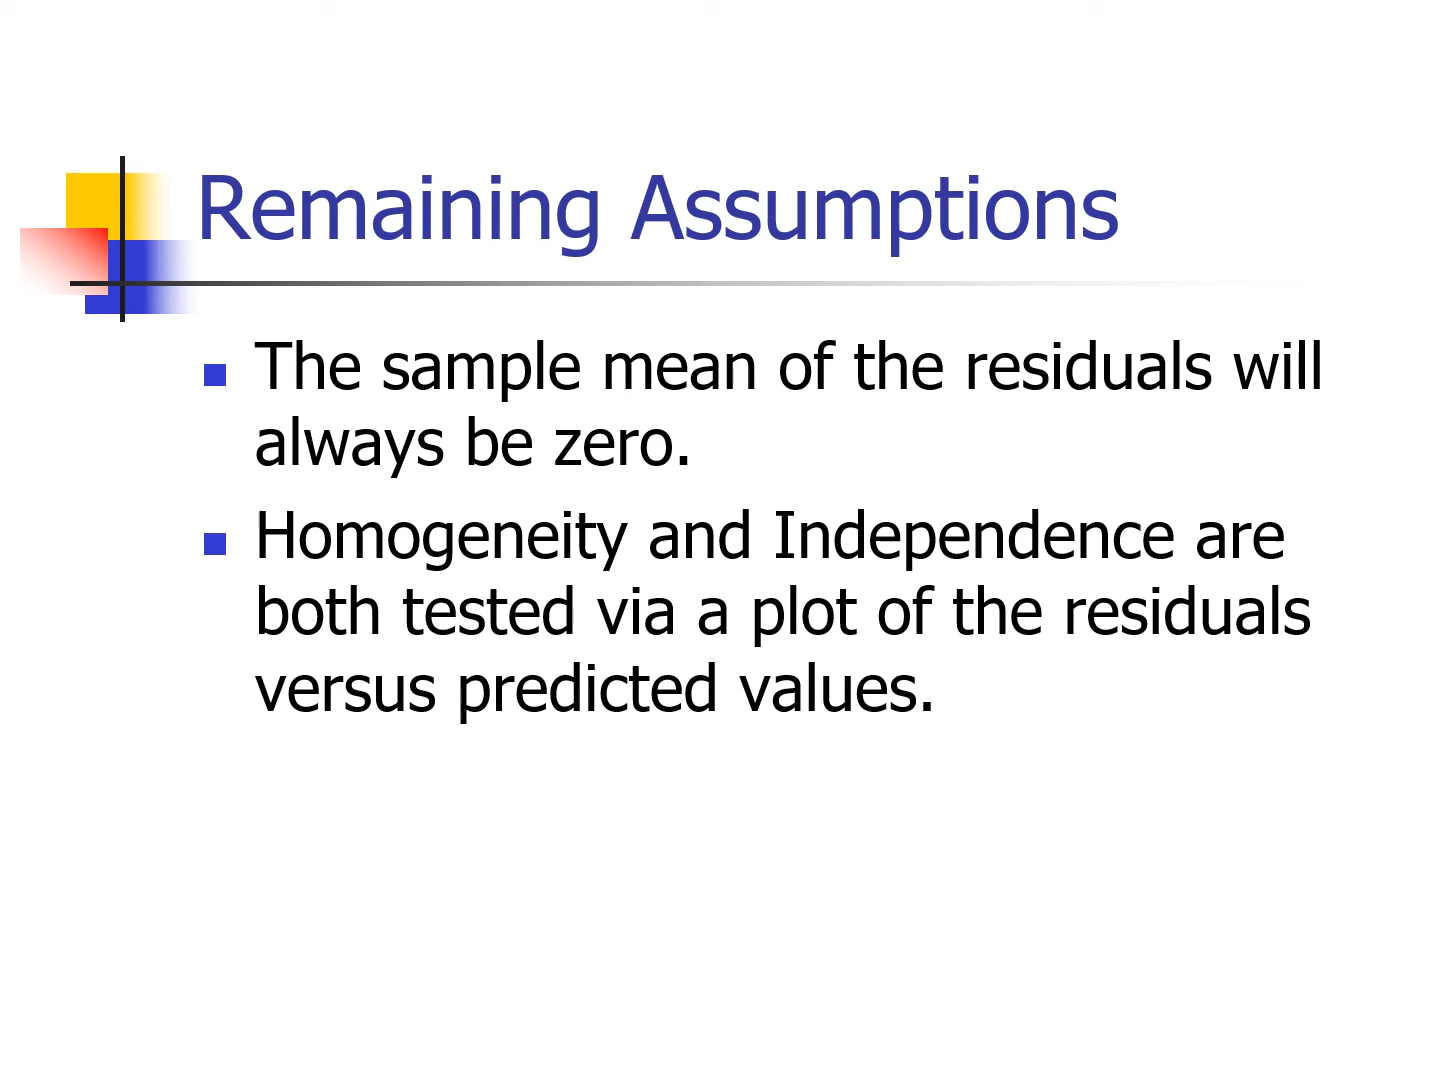 Remaining Assumptions
The sample mean of the residuals will
always be zero.
Homogeneity and Independence are
both tested via a plot of the residuals
versus predicted values.